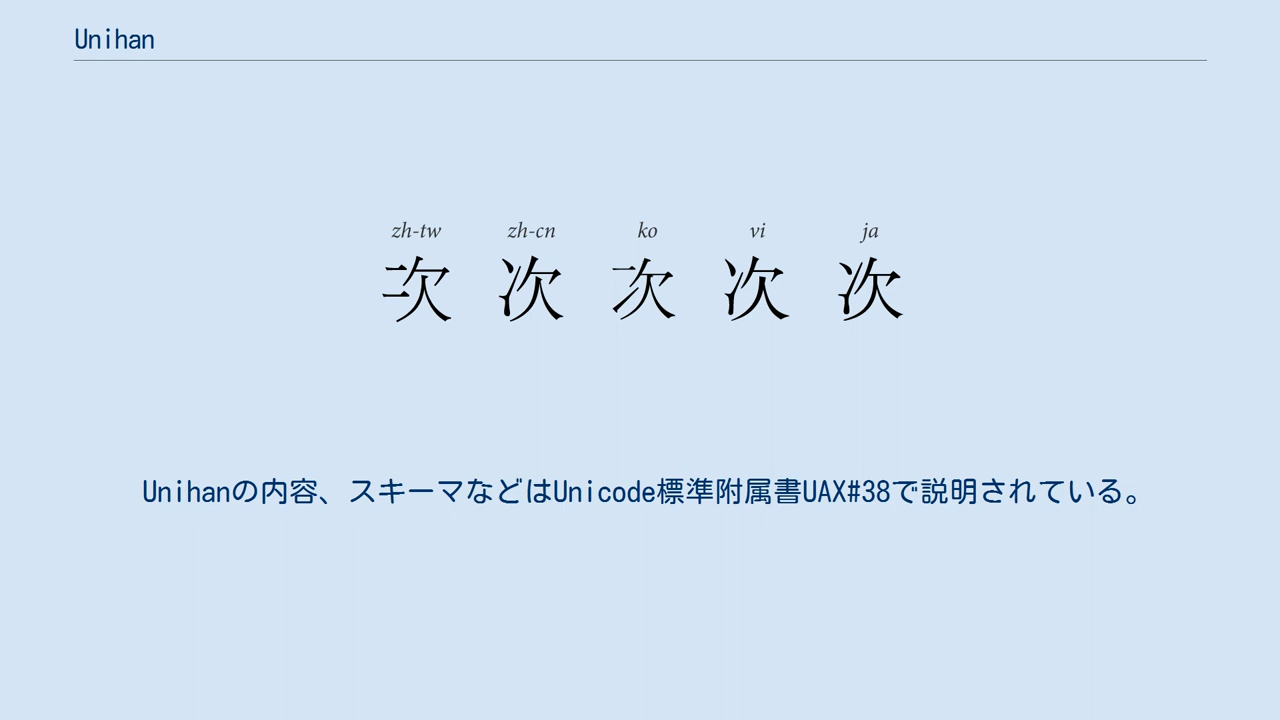 Unihan
zh-tw zh-cn ko vi ja
次 次 次 次 次
Unihanの内容、スキーマなどはUnicode標準附属書UAX#38で説明されている。